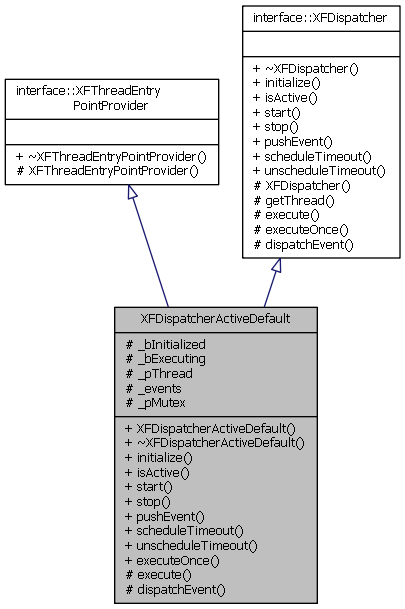 interface::XFDispatcher
+ ~XFDispatcher()
+ initialize()
+ isActive()
+ start()
+ stop()
+ pushEvent()
+ scheduleTimeout()
+ unscheduleTimeout()
# XFDispatcher()
# getThread()
# execute()
# executeOnce()
# dispatchEvent()
interface::XFThreadEntry
PointProvider
+ ~XFThreadEntryPointProvider()
# XFThreadEntryPointProvider()
XFDispatcherActiveDefault
# _bInitialized
# _bExecuting
# _pThread
# _events
# _pMutex
+ XFDispatcherActiveDefault()
+ ~XFDispatcherActiveDefault()
+ initialize()
+ isActive()
+ start()
+ stop()
+ pushEvent()
+ scheduleTimeout()
+ unscheduleTimeout()
+ executeOnce()
# execute()
# dispatchEvent()